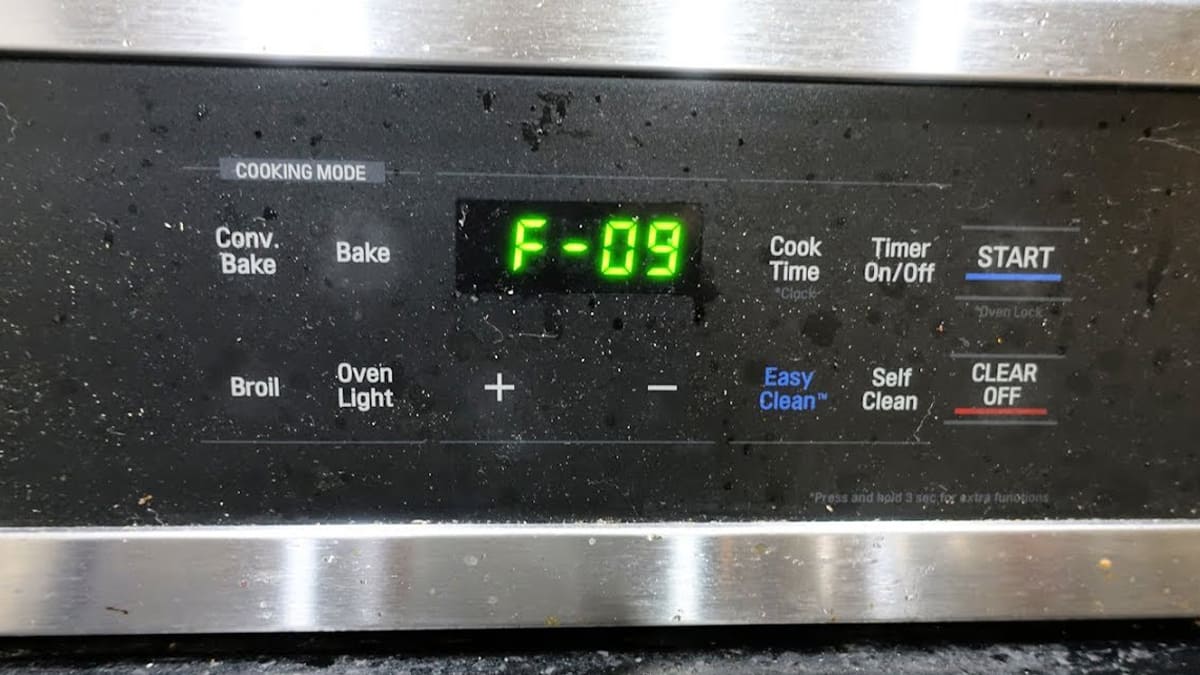 COOKING MODE
Conv.
Bake
Bake
F-09
Cook
Time
*Clock
Timer
On/Off
START
*Oven Lock
Broil
Oven
Light
+
−
Easy
Clean™
Self
Clean
CLEAR
OFF
*Press and hold 3 sec for extra functions